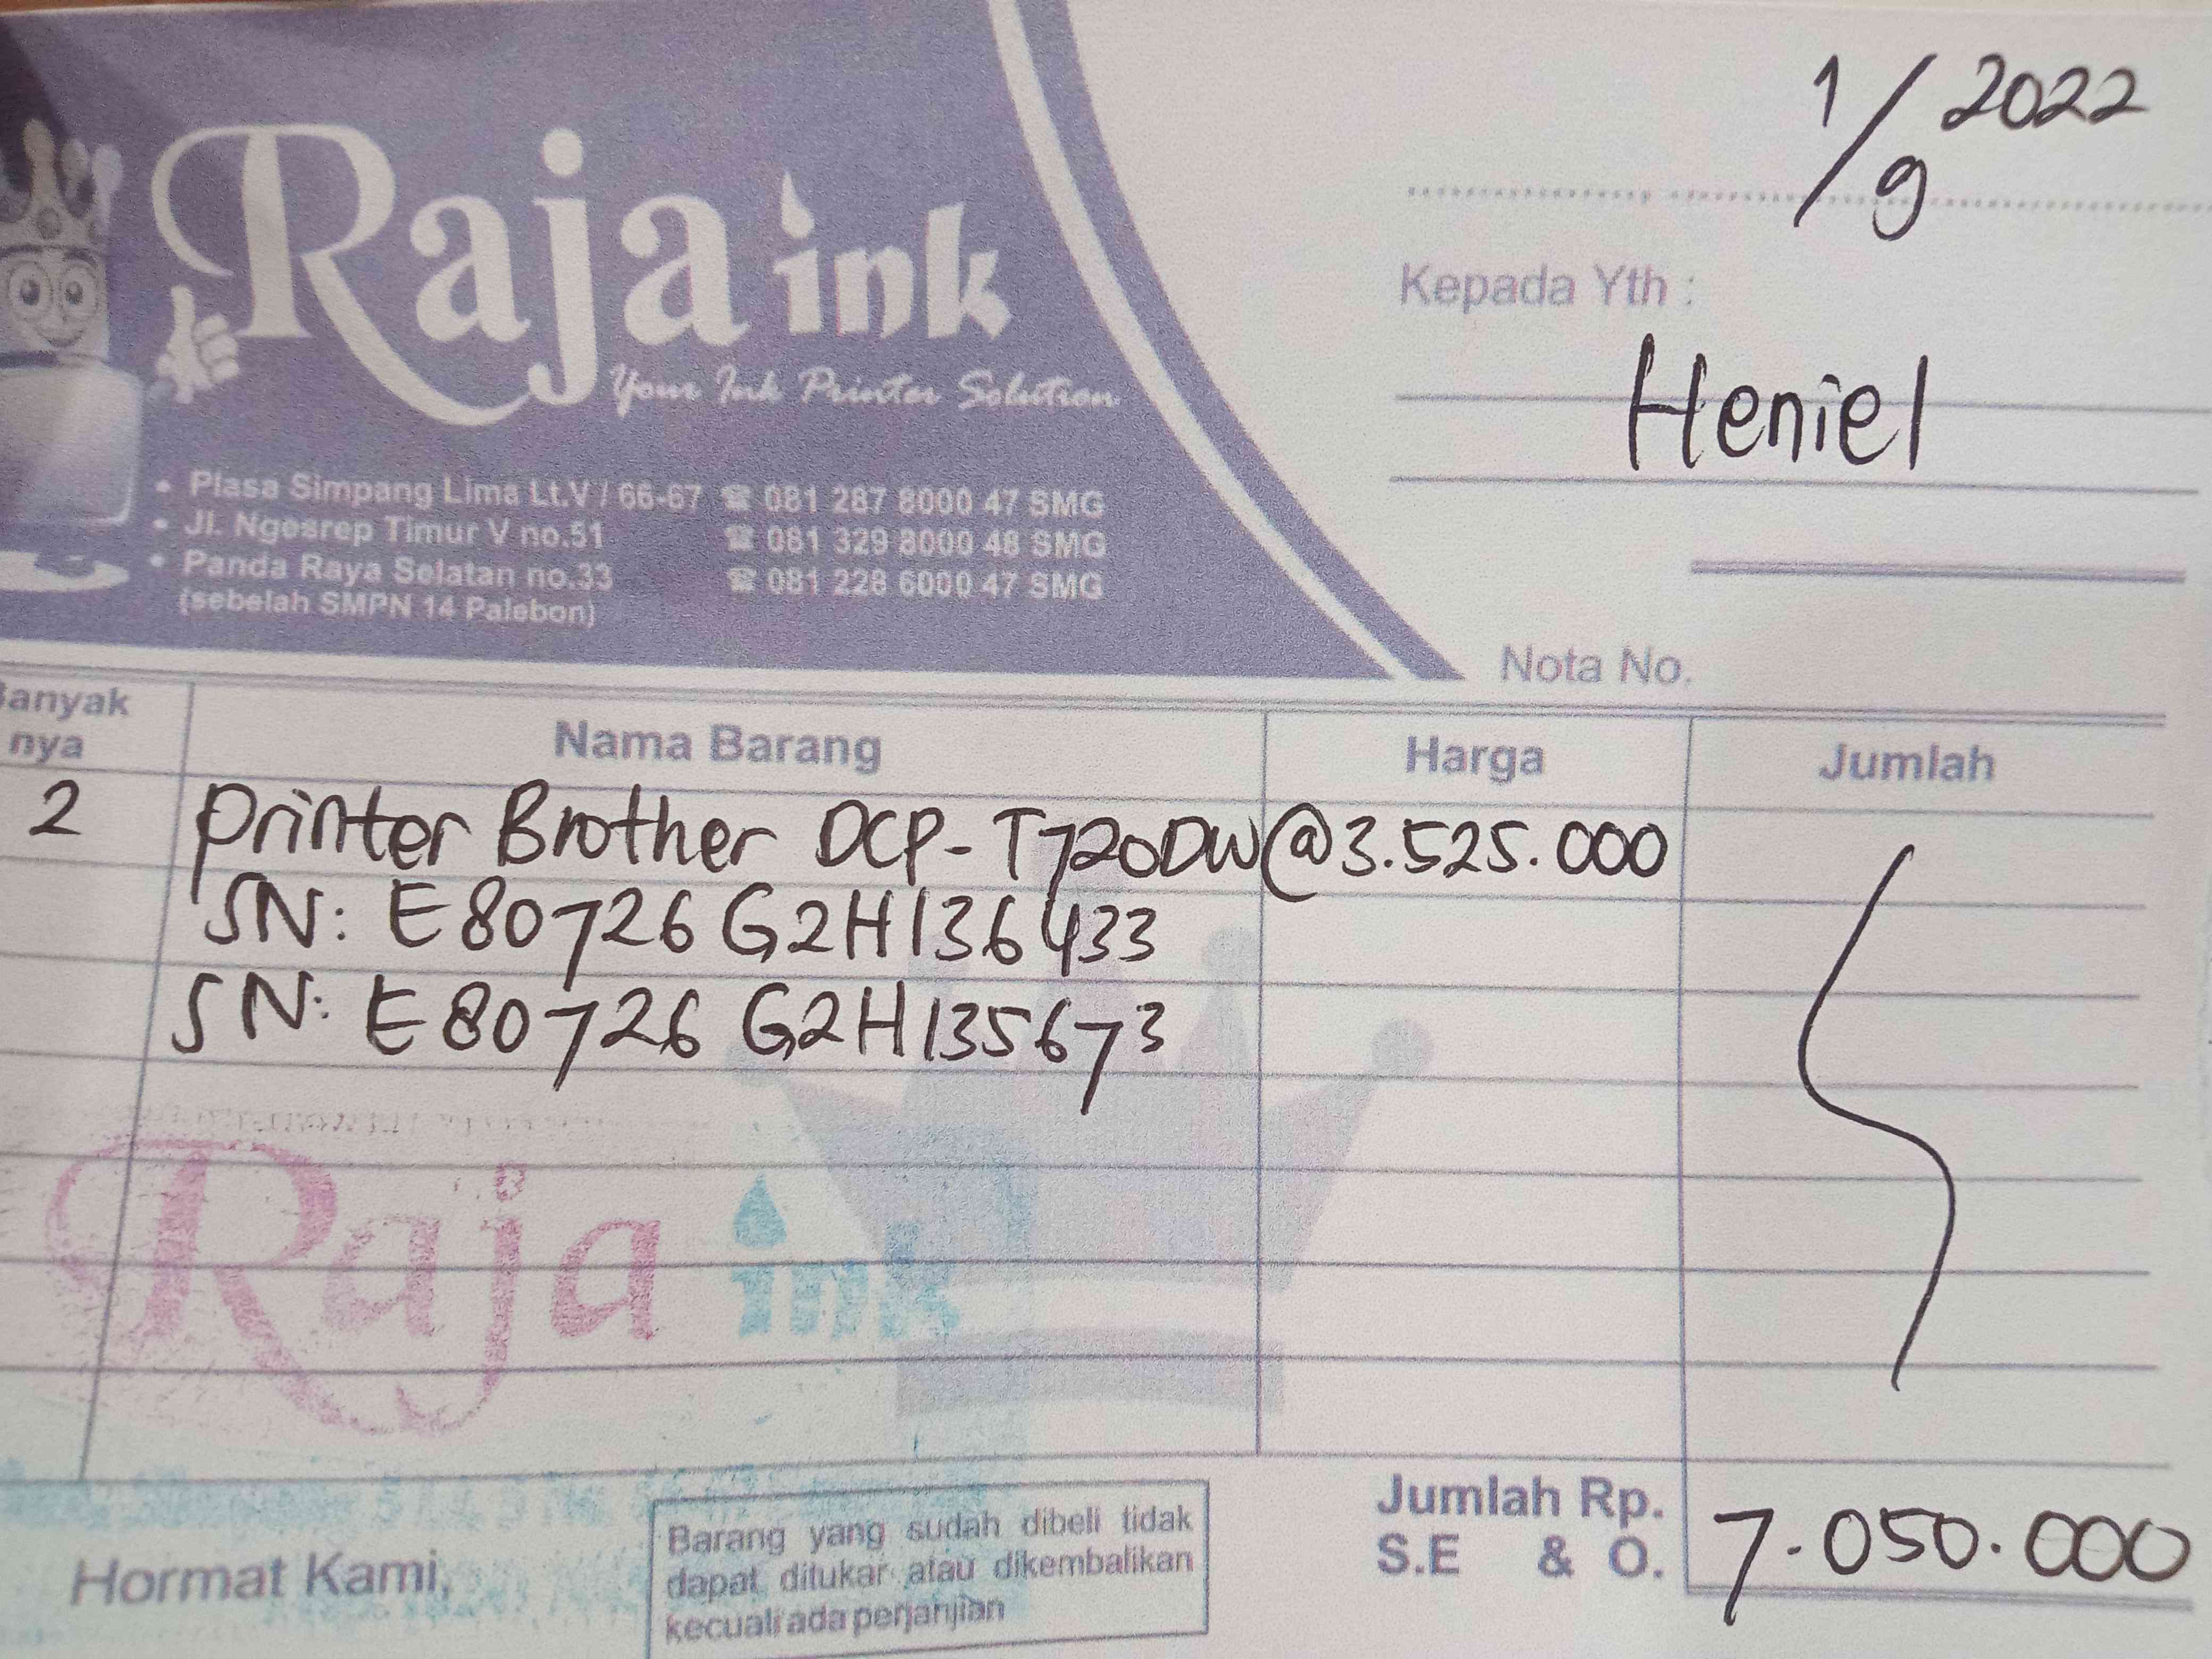 Raja ink
Your Ink Printer Solution
• Plasa Simpang Lima Lt.V / 66-67 ☎ 081 287 8000 47 SMG
• Jl. Ngesrep Timur V no.51 ☎ 081 329 8000 48 SMG
• Panda Raya Selatan no.33 ☎ 081 228 6000 47 SMG
(sebelah SMPN 14 Palebon)
1/9 2022
Kepada Yth :
Heniel
Nota No.
Banyak nya Nama Barang Harga Jumlah
2 Printer Brother DCP-T720DW @3.525.000
SN: E80726G2H136433
SN: E80726G2H135673
Raja ink
Jumlah Rp. 7.050.000
S.E & O.
Hormat Kami,
Barang yang sudah dibeli tidak
dapat ditukar atau dikembalikan
kecuali ada perjanjian